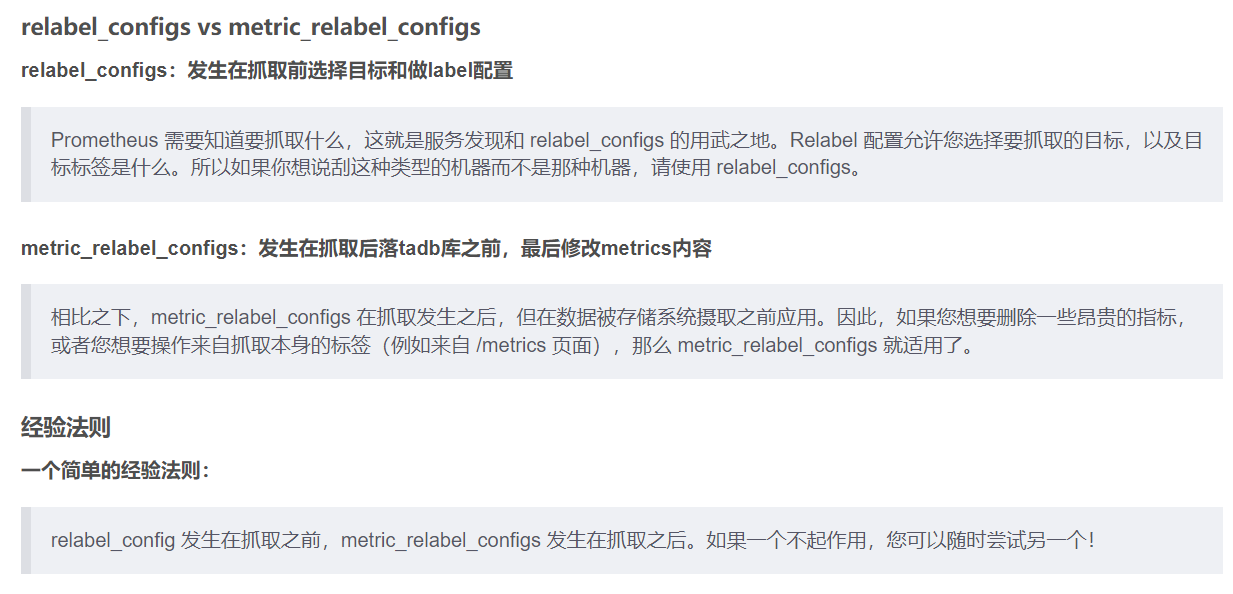 relabel_configs vs metric_relabel_configs
relabel_configs：发生在抓取前选择目标和做label配置
Prometheus 需要知道要抓取什么，这就是服务发现和 relabel_configs 的用武之地。Relabel 配置允许您选择要抓取的目标，以及目
标标签是什么。所以如果你想说刮这种类型的机器而不是那种机器，请使用 relabel_configs。
metric_relabel_configs：发生在抓取后落tadb库之前，最后修改metrics内容
相比之下，metric_relabel_configs 在抓取发生之后，但在数据被存储系统摄取之前应用。因此，如果您想要删除一些昂贵的指标，
或者您想要操作来自抓取本身的标签（例如来自 /metrics 页面），那么 metric_relabel_configs 就适用了。
经验法则
一个简单的经验法则：
relabel_config 发生在抓取之前，metric_relabel_configs 发生在抓取之后。如果一个不起作用，您可以随时尝试另一个！